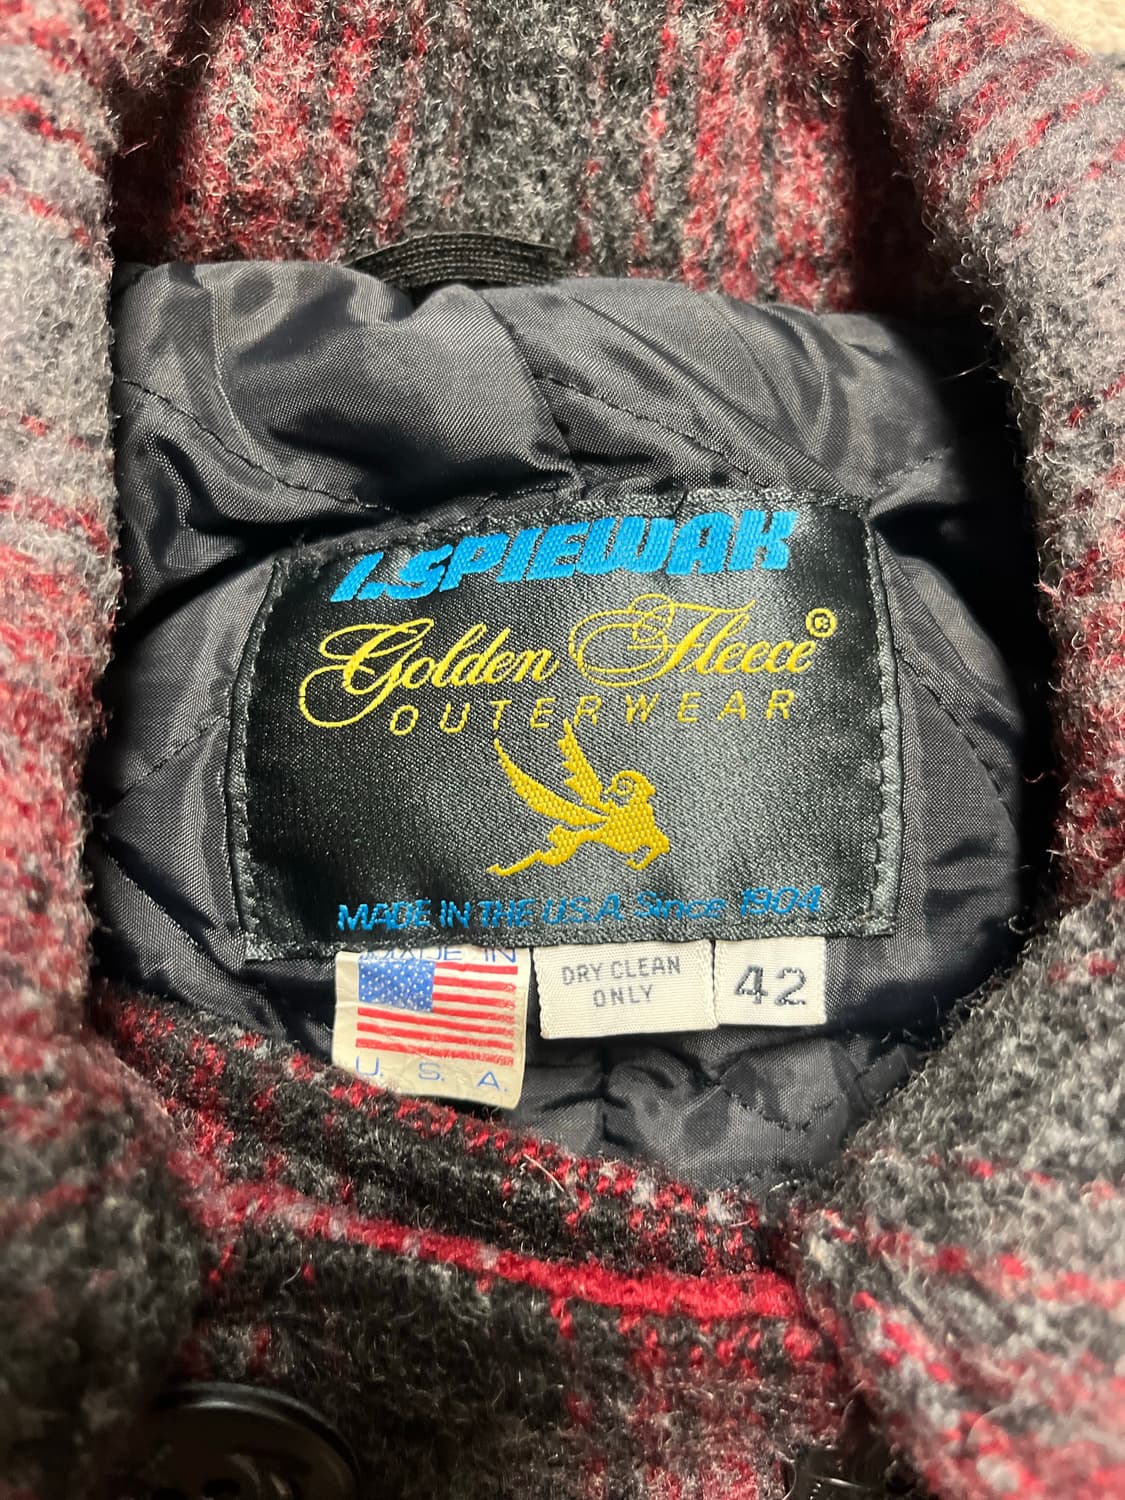 I.SPIEWAK
Golden Fleece®
OUTERWEAR
MADE IN THE U.S.A. Since 1904
MADE IN
U. S. A.
DRY CLEAN
ONLY
42